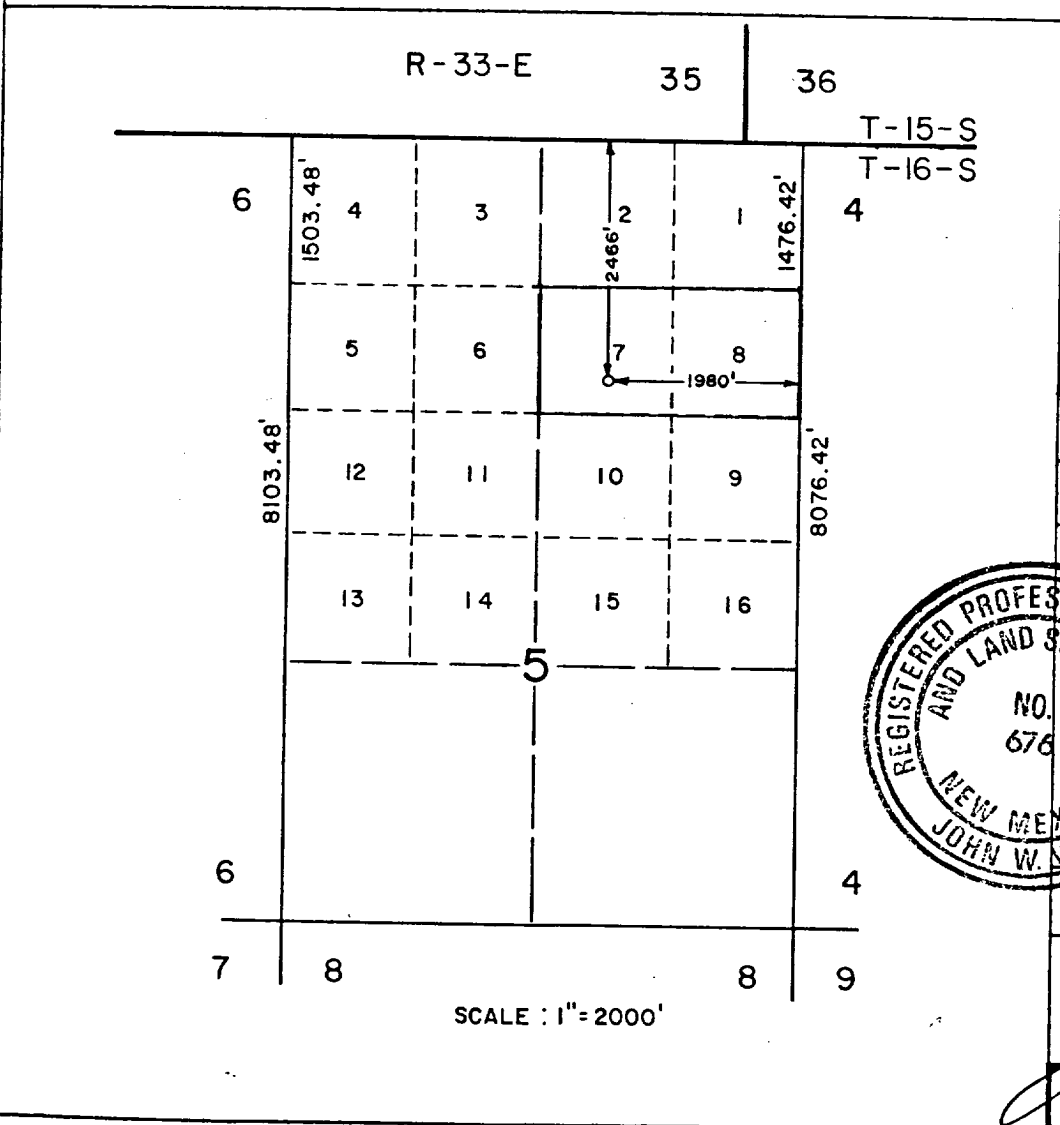 R-33-E 35 36
T-15-S
T-16-S
6 1503.48' 4 3 2 1 1476.42' 4
2466'
5 6 7 8
1980'
8103.48' 12 11 10 9 8076.42'
13 14 15 16
5
6 4
7 8 8 9
SCALE : 1"=2000'
REGISTERED
AND LAND
NO.
676
NEW
JOHN W.